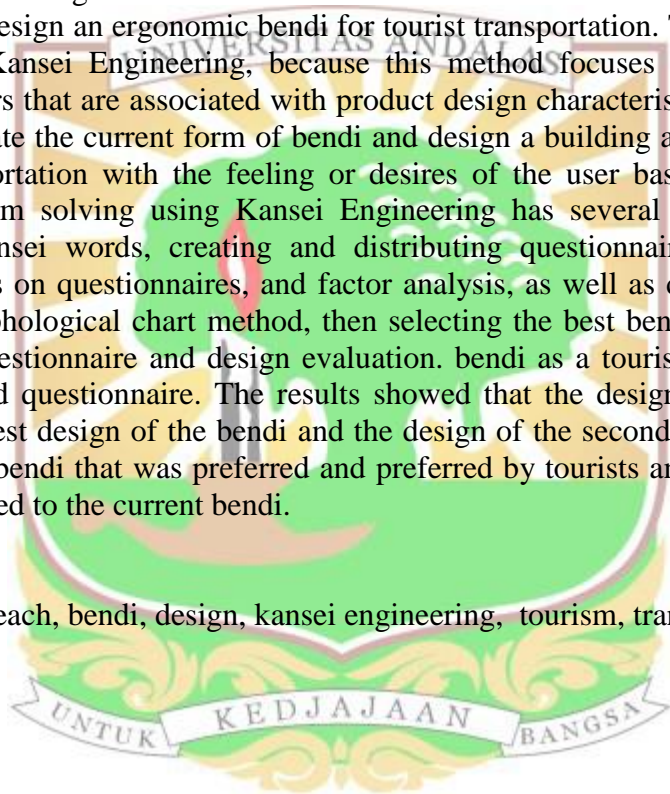 esign an ergonomic bendi for tourist transportation.
UNIVERSITAS ANDALAS
Kansei Engineering, because this method focuses
rs that are associated with product design characteris
ate the current form of bendi and design a building a
ortation with the feeling or desires of the user bas
m solving using Kansei Engineering has several
nsei words, creating and distributing questionnair
s on questionnaires, and factor analysis, as well as
phological chart method, then selecting the best ben
estionnaire and design evaluation. bendi as a touris
d questionnaire. The results showed that the design
est design of the bendi and the design of the second
bendi that was preferred and preferred by tourists an
ed to the current bendi.
each, bendi, design, kansei engineering, tourism, tran
UNTUK KEDJAJAAN BANGSA